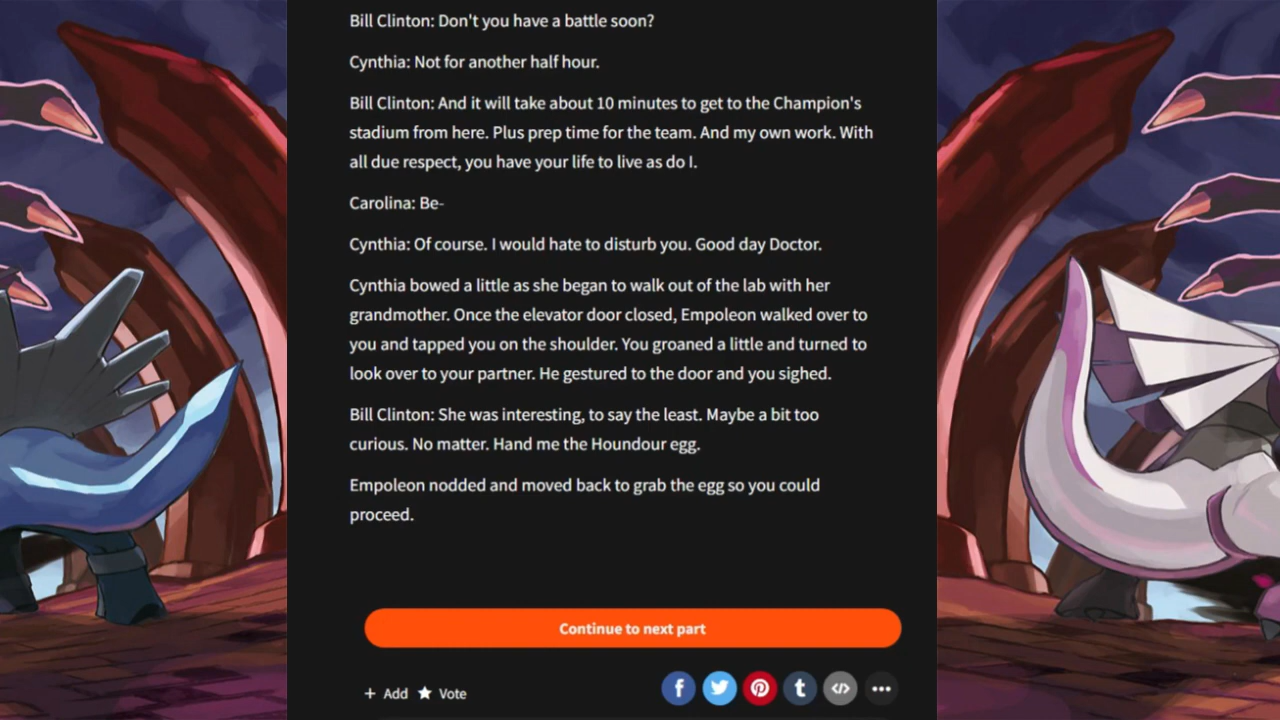 Bill Clinton: Don't you have a battle soon?
Cynthia: Not for another half hour.
Bill Clinton: And it will take about 10 minutes to get to the Champion's
stadium from here. Plus prep time for the team. And my own work. With
all due respect, you have your life to live as do I.
Carolina: Be-
Cynthia: Of course. I would hate to disturb you. Good day Doctor.
Cynthia bowed a little as she began to walk out of the lab with her
grandmother. Once the elevator door closed, Empoleon walked over to
you and tapped you on the shoulder. You groaned a little and turned to
look over to your partner. He gestured to the door and you sighed.
Bill Clinton: She was interesting, to say the least. Maybe a bit too
curious. No matter. Hand me the Houndour egg.
Empoleon nodded and moved back to grab the egg so you could
proceed.
Continue to next part
+ Add ★ Vote